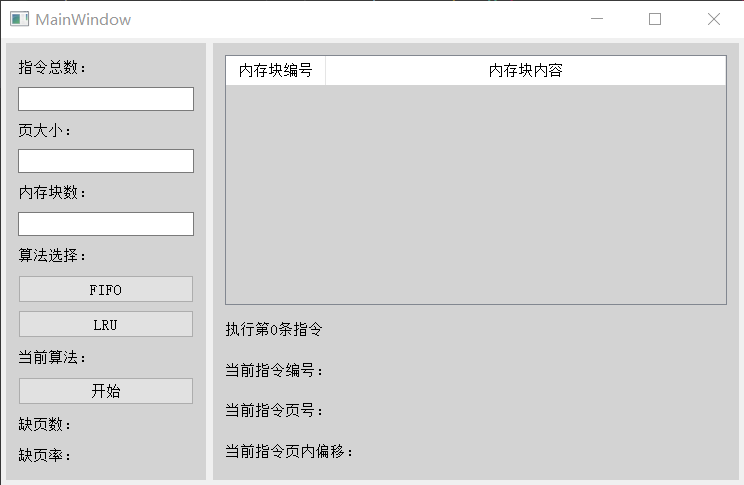 MainWindow
指令总数：
页大小：
内存块数：
算法选择：
FIFO
LRU
当前算法：
开始
缺页数：
缺页率：
内存块编号 内存块内容
执行第0条指令
当前指令编号：
当前指令页号：
当前指令页内偏移：